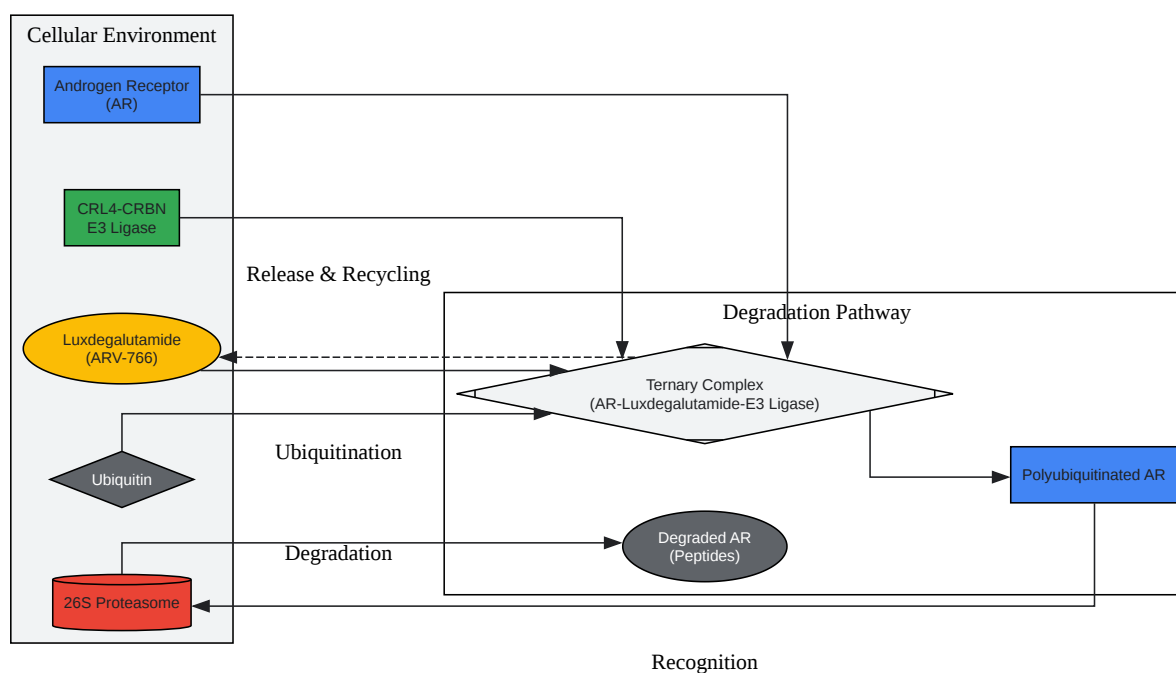 Cellular Environment
Androgen Receptor
(AR)
CRL4-CRBN
E3 Ligase
Release & Recycling
Degradation Pathway
Luxdegalutamide
(ARV-766)
Ternary Complex
(AR-Luxdegalutamide-E3 Ligase)
Ubiquitination
Ubiquitin
Polyubiquitinated AR
Degradation
Degraded AR
(Peptides)
26S Proteasome
Recognition